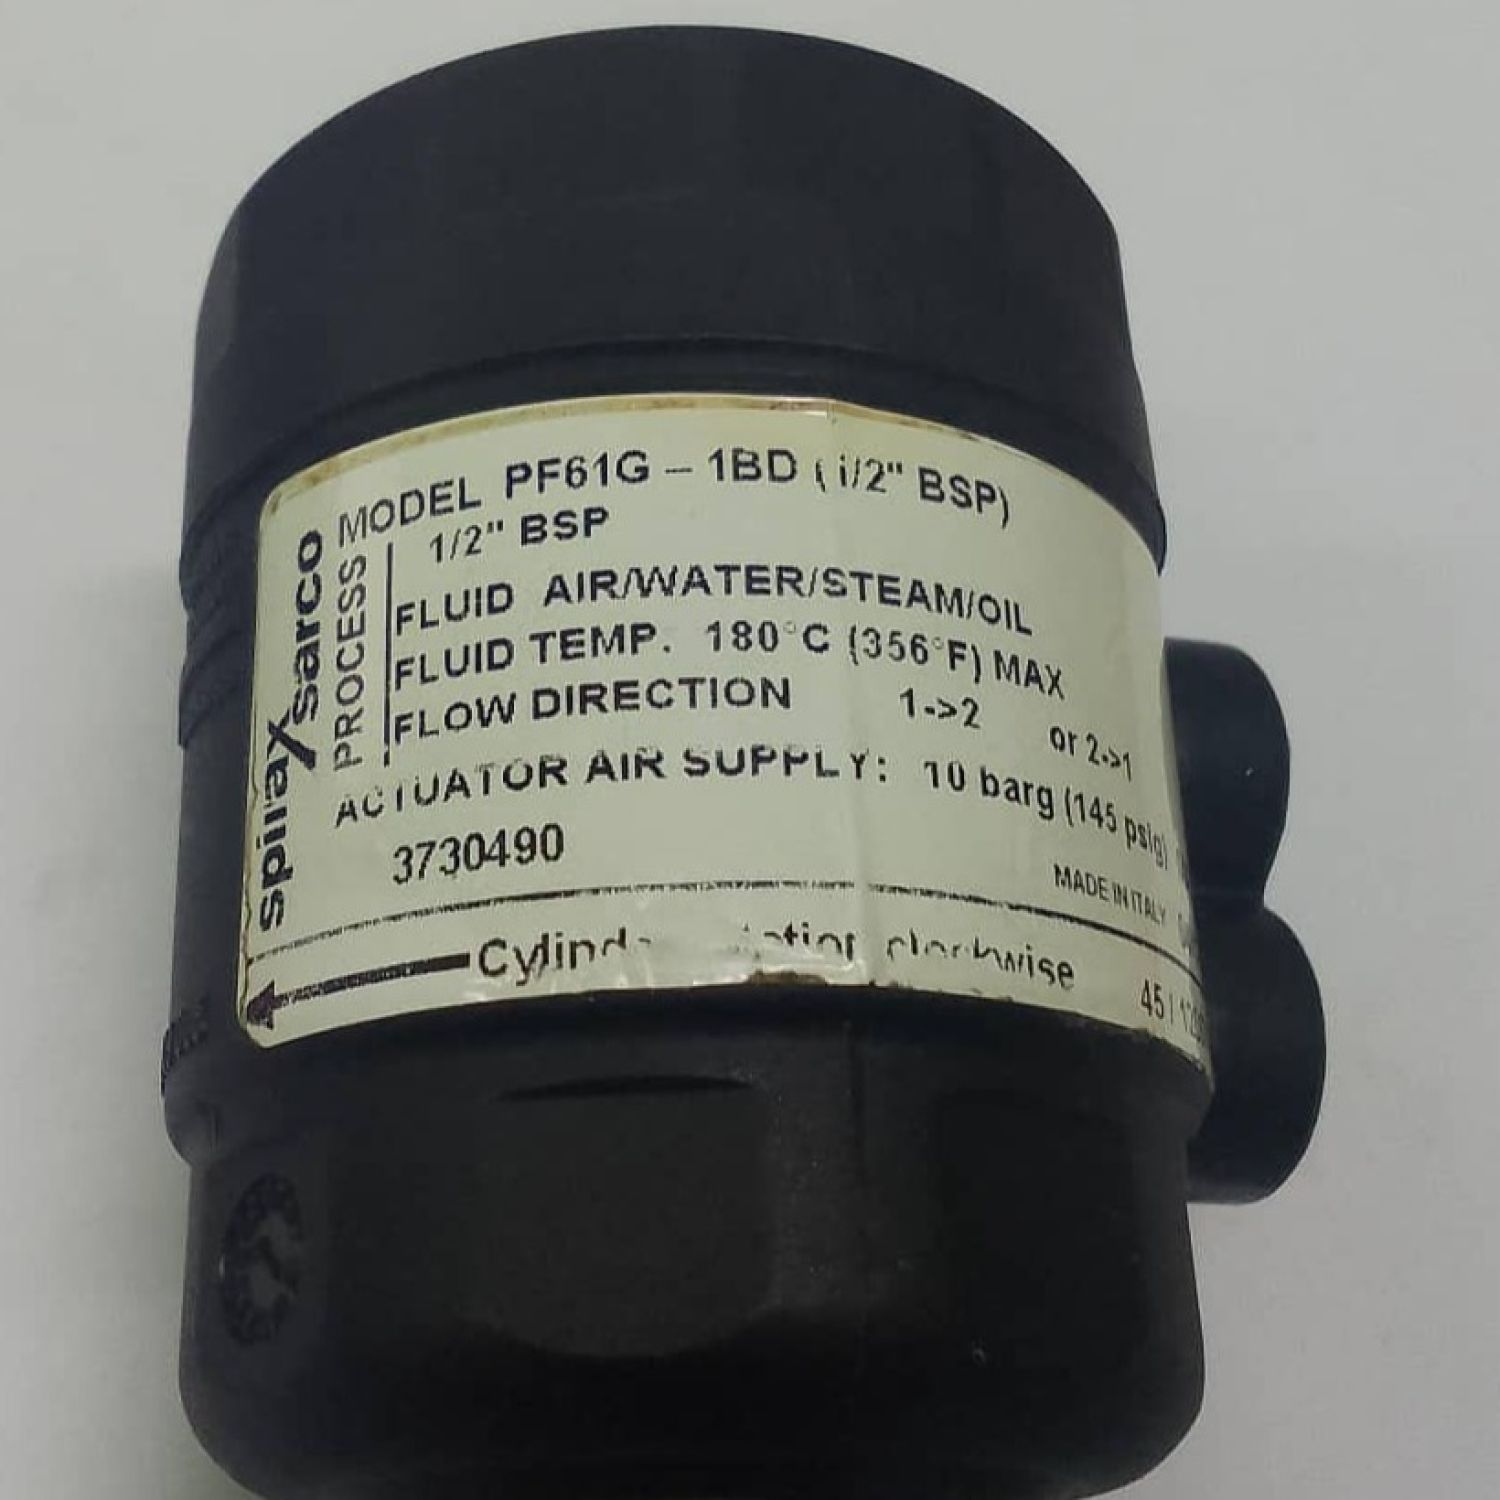 spirax sarco
MODEL PF61G – 1BD (1/2" BSP)
PROCESS
1/2" BSP
FLUID AIR/WATER/STEAM/OIL
FLUID TEMP. 180°C (356°F) MAX
FLOW DIRECTION 1->2 or 2->1
ACTUATOR AIR SUPPLY: 10 barg (145 psig)
3730490
MADE IN ITALY
clockwise
45